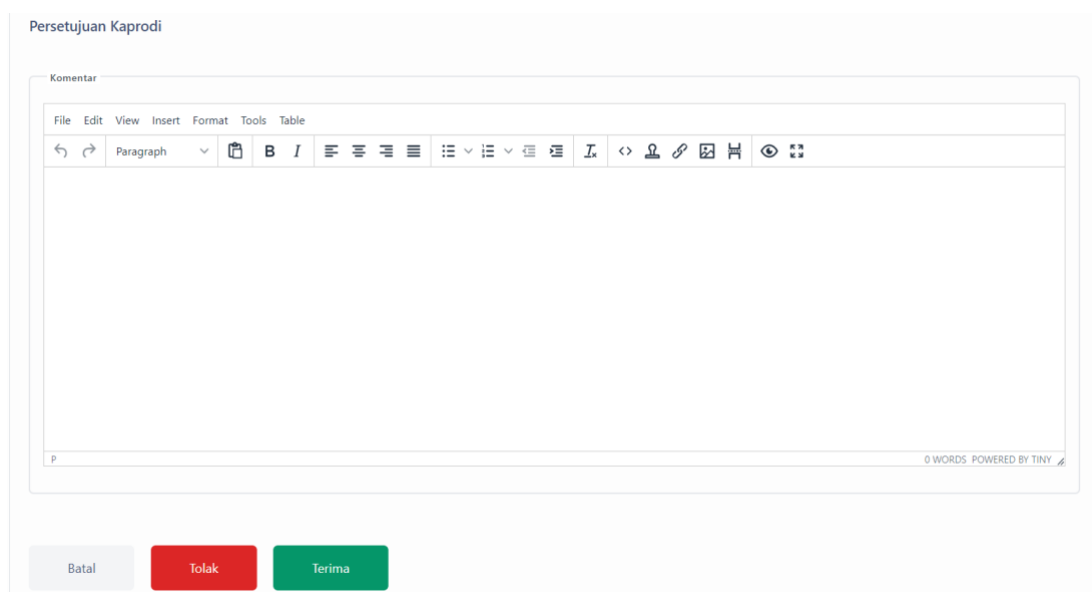 Persetujuan Kaprodi
Komentar
File Edit View Insert Format Tools Table
Paragraph B I
P 0 WORDS POWERED BY TINY
Batal Tolak Terima